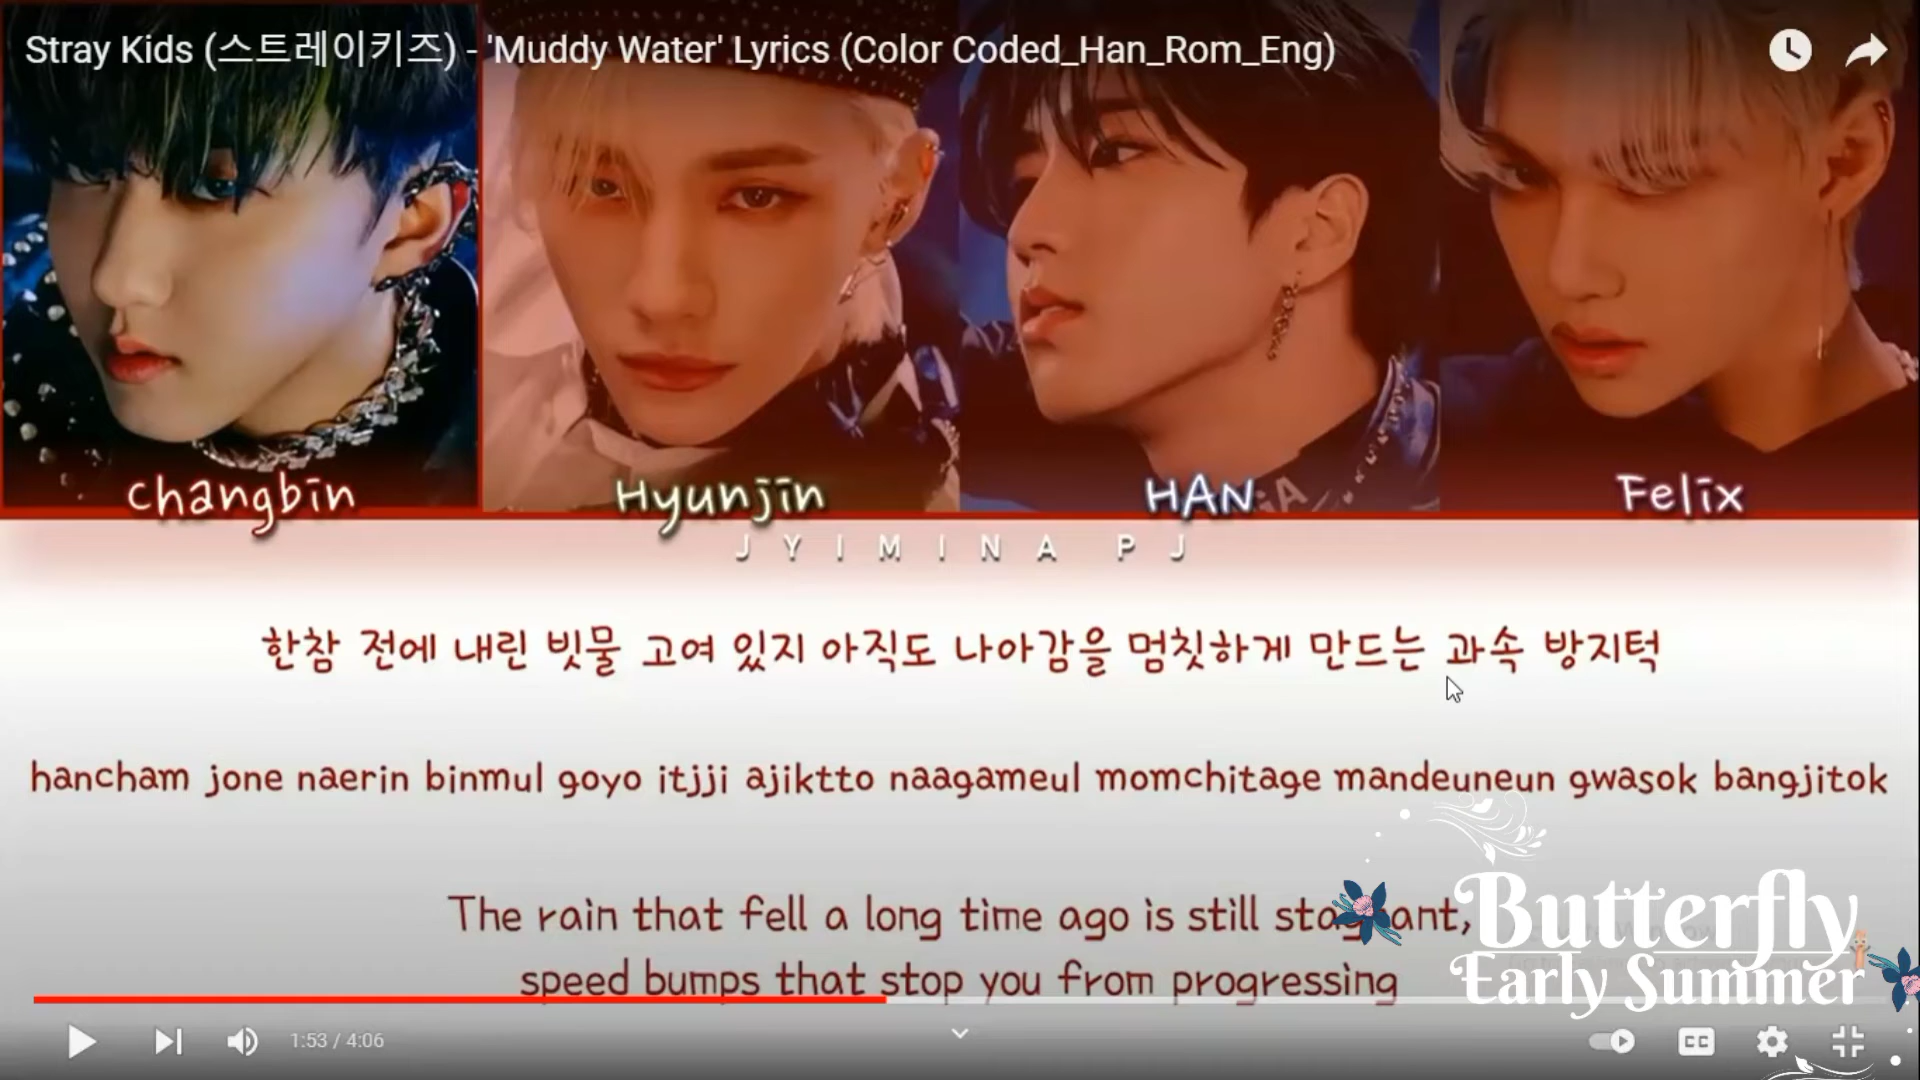 Stray Kids (스트레이키즈) - 'Muddy Water' Lyrics (Color Coded_Han_Rom_Eng)
changbin Hyunjin HAN Felix
JYIMINA PJ
한참 전에 내린 빗물 고여 있지 아직도 나아감을 멈칫하게 만드는 과속 방지턱
hancham jone naerin binmul goyo itjji ajiktto naagameul momchitage mandeuneun gwasok bangjitok
The rain that fell a long time ago is still stagnant,
speed bumps that stop you from progressing
Butterfly
Early Summer
1:53 / 4:06
CC